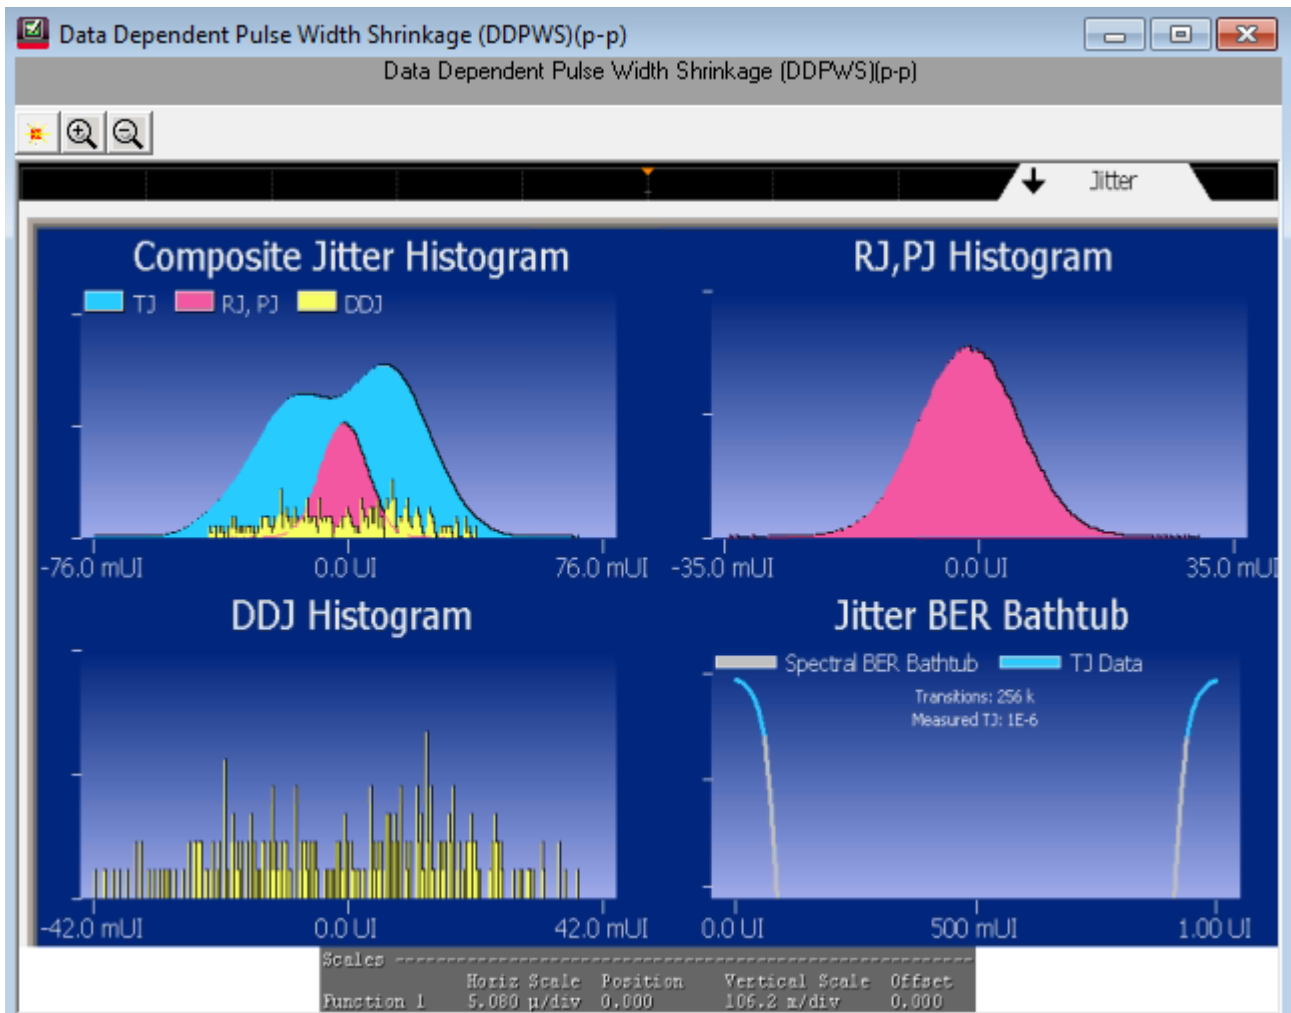 Data Dependent Pulse Width Shrinkage (DDPWS)(p-p)
Data Dependent Pulse Width Shrinkage (DDPWS)(p-p)
Jitter
Composite Jitter Histogram
TJ RJ, PJ DDJ
-76.0 mUI 0.0 UI 76.0 mUI
RJ,PJ Histogram
-35.0 mUI 0.0 UI 35.0 mUI
DDJ Histogram
-42.0 mUI 0.0 UI 42.0 mUI
Jitter BER Bathtub
Spectral BER Bathtub TJ Data
Transitions: 256 k
Measured TJ: 1E-6
0.0 UI 500 mUI 1.00 UI
Scales
Horiz Scale Position Vertical Scale Offset
Function 1 5.080 µ/div 0.000 106.2 m/div 0.000